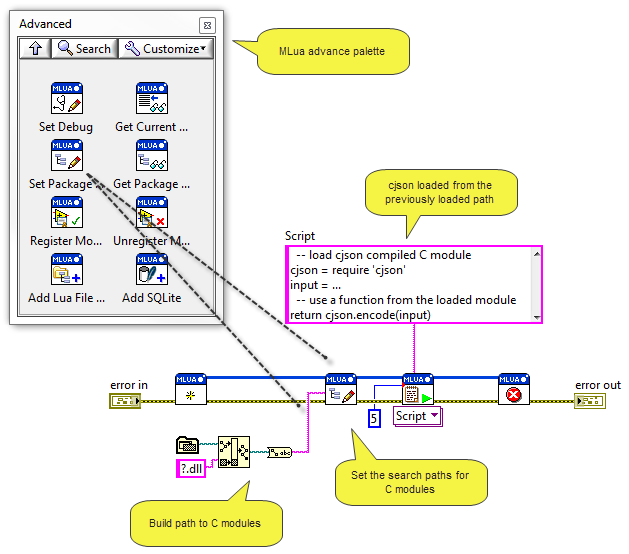 Advanced
Search
Customize
MLUA
MLUA
Set Debug
Get Current ...
MLUA
MLUA
Set Package
Get Package ...
MLUA
MLUA
Register Mo...
Unregister M...
MLUA
MLUA
Add Lua File ...
Add SQLite
MLua advance palette
cjson loaded from the
previously loaded path
Script
-- load cjson compiled C module
cjson = require 'cjson'
input = ...
-- use a function from the loaded module
return cjson.encode(input)
error in
MLUA
MLUA
MLUA
MLUA
error out
5
Script
?.dll
abc
Set the search paths for
C modules
Build path to C modules